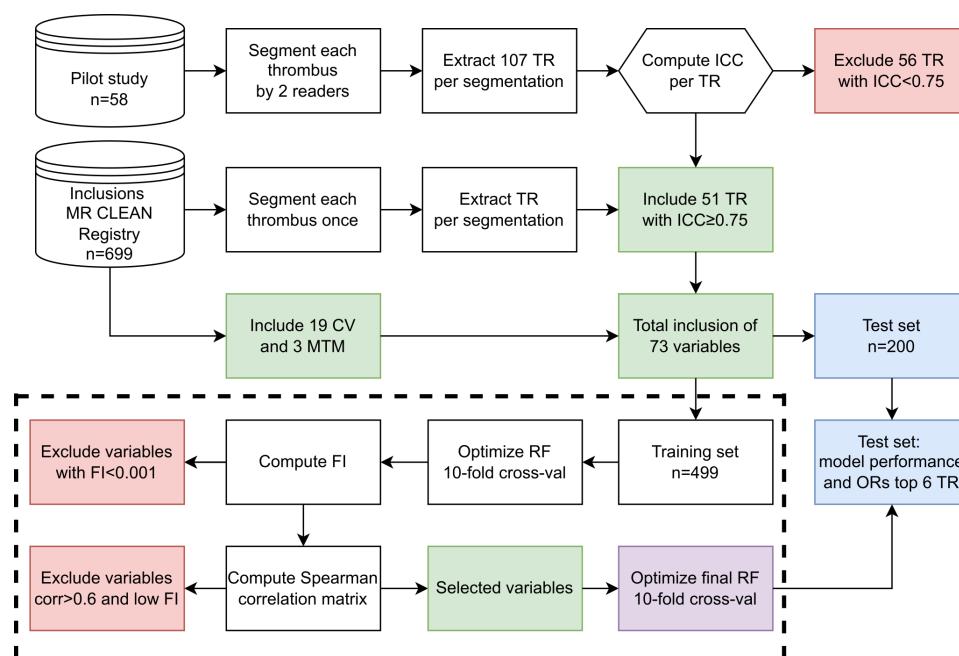 Pilot study
n=58
Segment each
thrombus
by 2 readers
Extract 107 TR
per segmentation
Compute ICC
per TR
Exclude 56 TR
with ICC<0.75
Inclusions
MR CLEAN
Registry
n=699
Segment each
thrombus once
Extract TR
per segmentation
Include 51 TR
with ICC≥0.75
Include 19 CV
and 3 MTM
Total inclusion of
73 variables
Test set
n=200
Exclude variables
with FI<0.001
Compute FI
Optimize RF
10-fold cross-val
Training set
n=499
Test set:
model performance
and ORs top 6 TR
Exclude variables
corr>0.6 and low FI
Compute Spearman
correlation matrix
Selected variables
Optimize final RF
10-fold cross-val